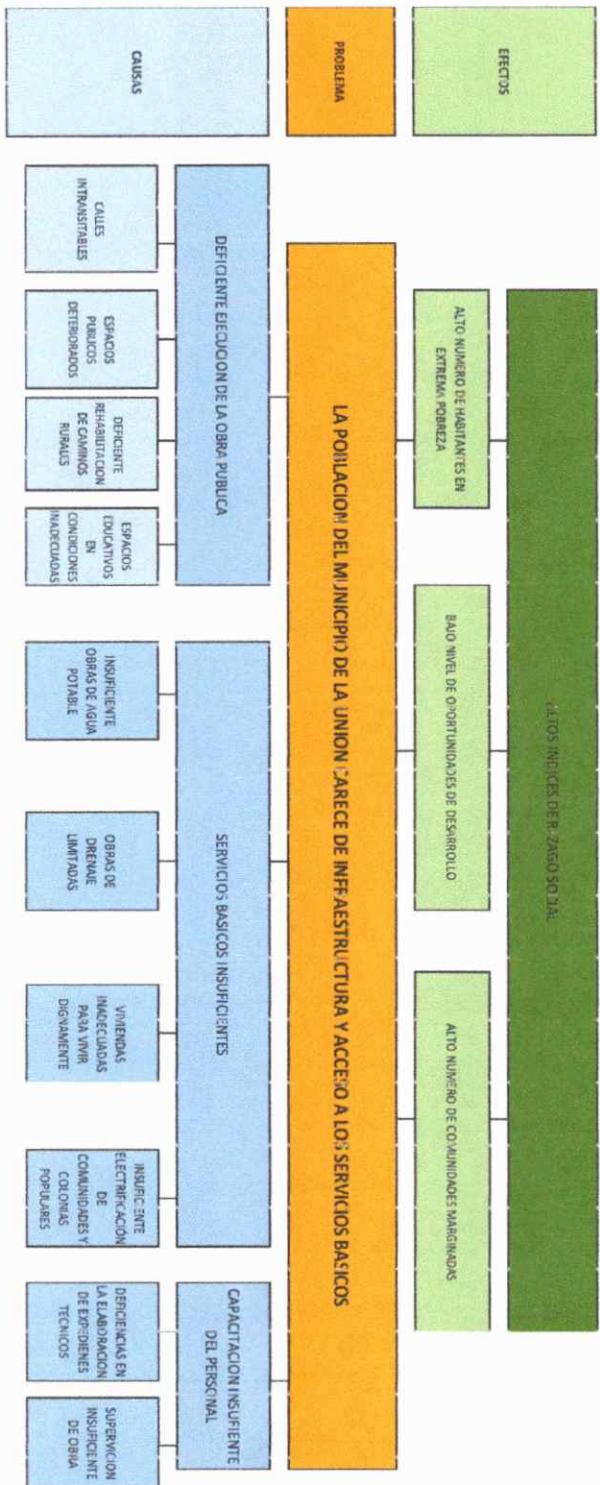 EFECTOS
ALTOS INDICES DE REZAGO SOCIAL
ALTO NUMERO DE HABITANTES EN
EXTREMA POBREZA
BAJO NIVEL DE OPORTUNIDADES DE DESARROLLO
ALTO NUMERO DE COMUNIDADES MARGINADAS
PROBLEMA
LA POBLACION DEL MUNICIPIO DE LA UNION CARECE DE INFRAESTRUCTURA Y ACCESO A LOS SERVICIOS BASICOS
CAUSAS
DEFICIENTE EJECUCION DE LA OBRA PUBLICA
SERVICIOS BASICOS INSUFICIENTES
CAPACITACION INSUFIENTE
DEL PERSONAL
CALLES
INTRANSITABLES
ESPACIOS
PUBLICOS
DETERIORADOS
DEFICIENTE
REHABILITACION
DE CAMINOS
RURALES
ESPACIOS
EDUCATIVOS
EN
CONDICIONES
INADECUADAS
INSUFICIENTE
OBRAS DE AGUA
POTABLE
OBRAS DE
DRENAJE
LIMITADAS
VIVIENDAS
INADECUADAS
PARA VIVIR
DIGNAMENTE
INSUFICIENTE
ELECTRIFICACIÓN
DE
COMUNIDADES Y
COLONIAS
POPULARES
DEFICIENCIAS EN
LA ELABORACION
DE EXPEDIENES
TECNICOS
SUPERVICION
INSUFICIENTE
DE OBRA